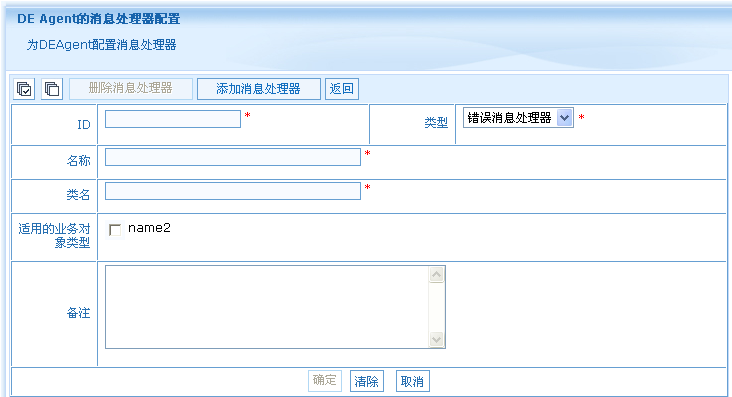 DE Agent的消息处理器配置
为DEAgent配置消息处理器
删除消息处理器 添加消息处理器 返回
ID * 类型 错误消息处理器 *
名称 *
类名 *
适用的业务对
象类型 name2
备注
确定 清除 取消